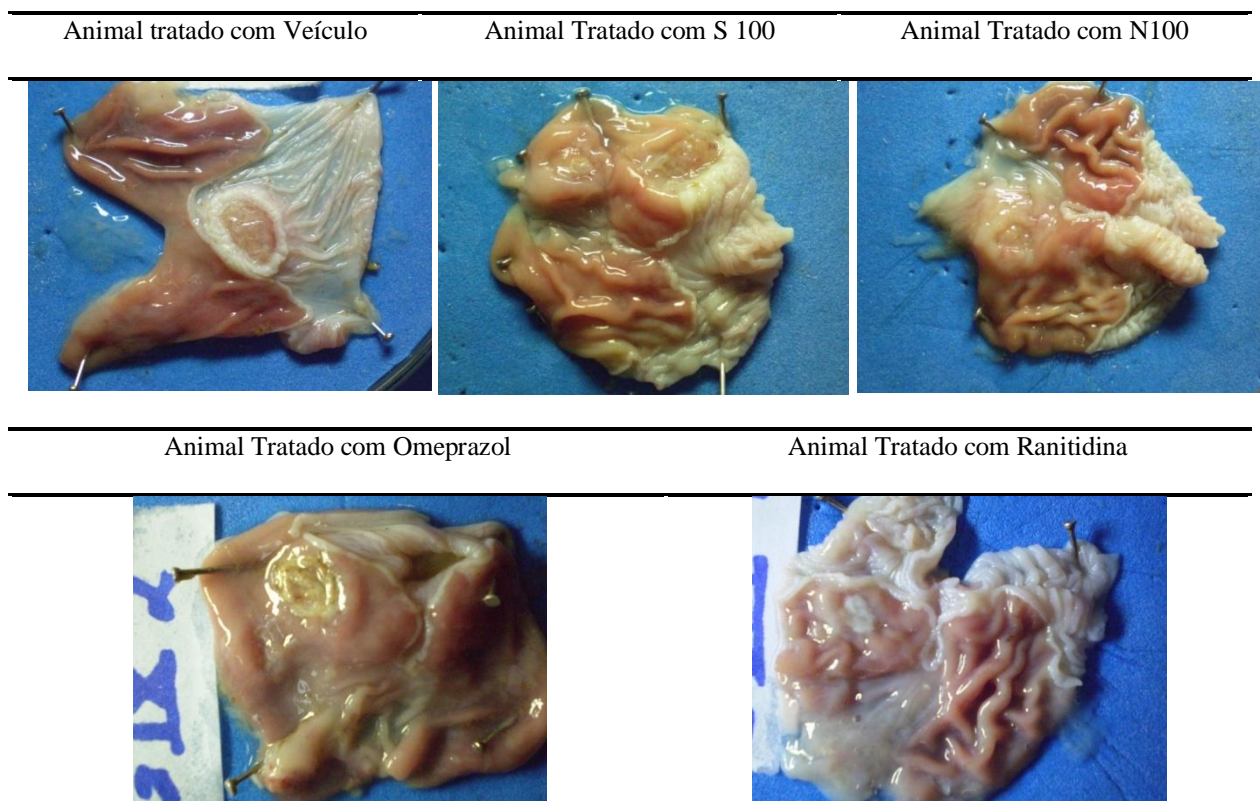 Animal tratado com Veículo
Animal Tratado com S 100
Animal Tratado com N100
Animal Tratado com Omeprazol
Animal Tratado com Ranitidina